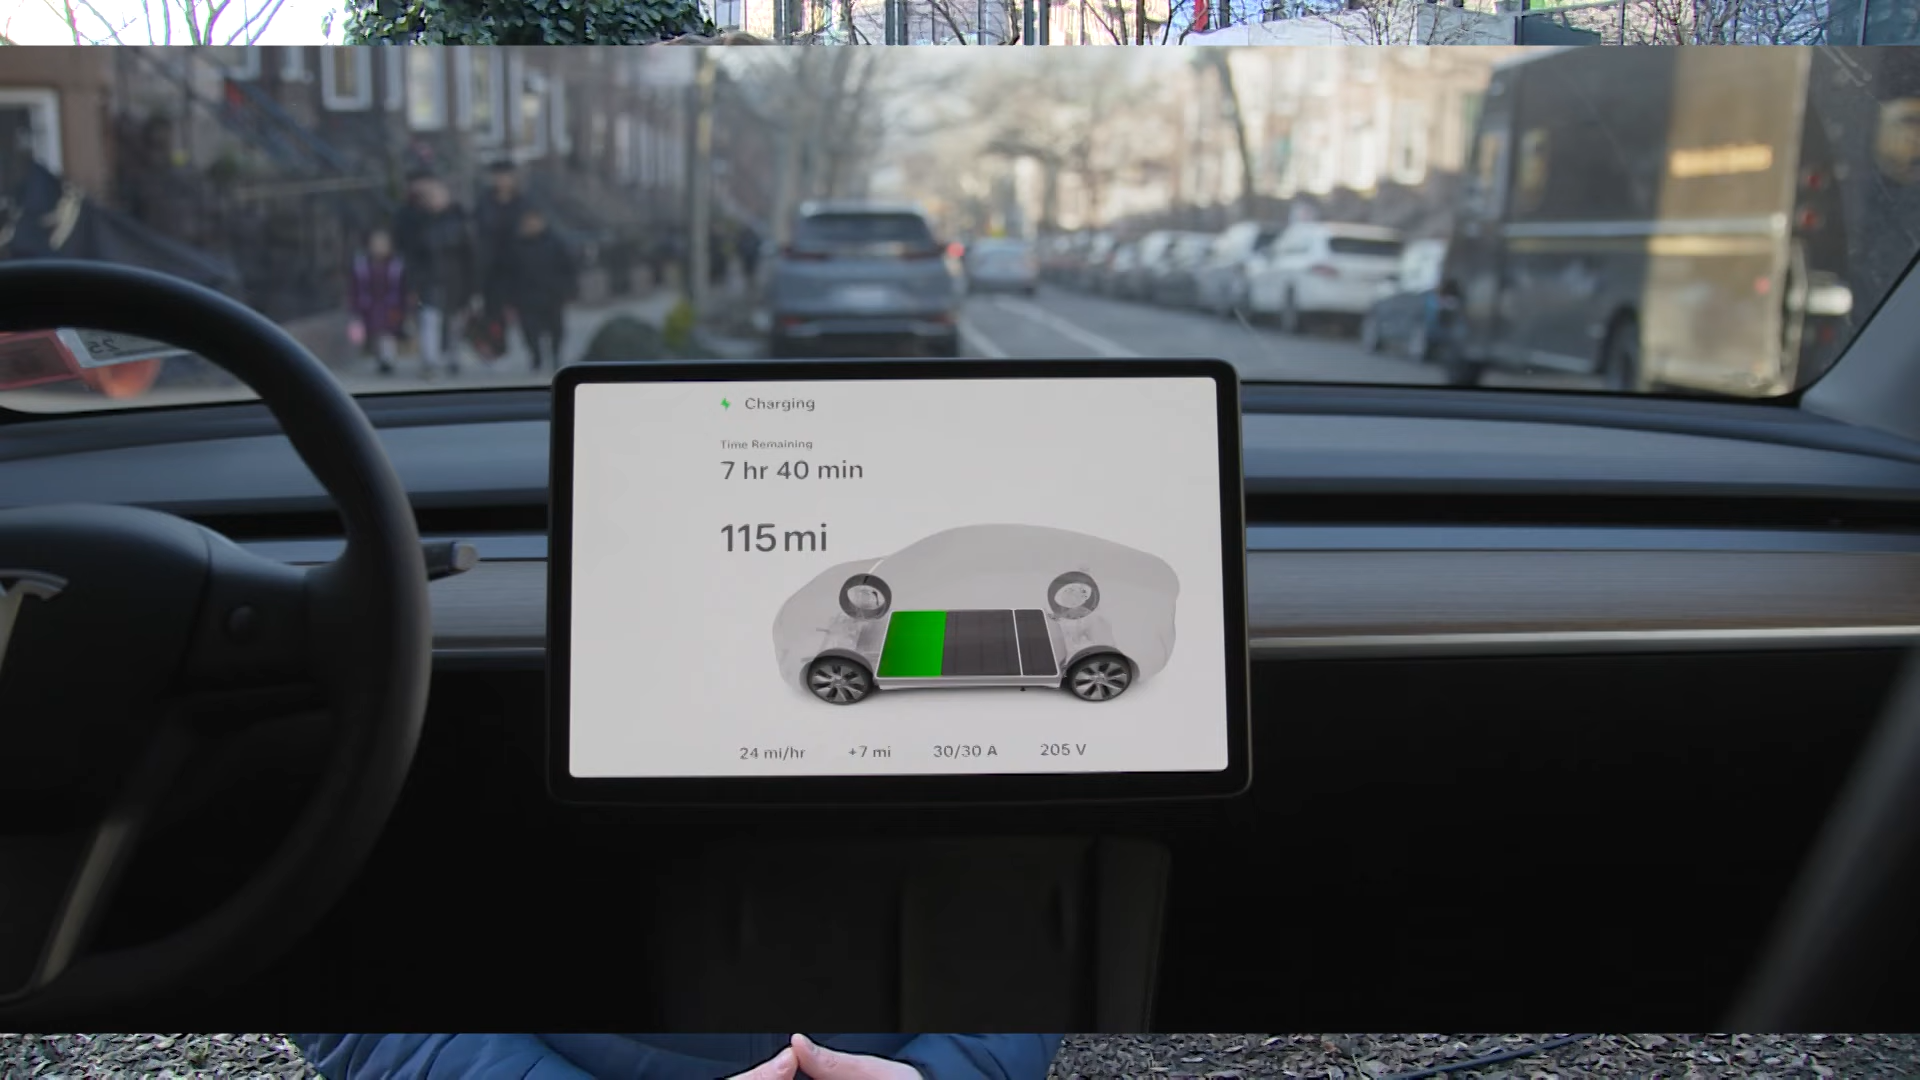 Charging
Time Remaining
7 hr 40 min
115 mi
24 mi/hr
+7 mi
30/30 A
205 V